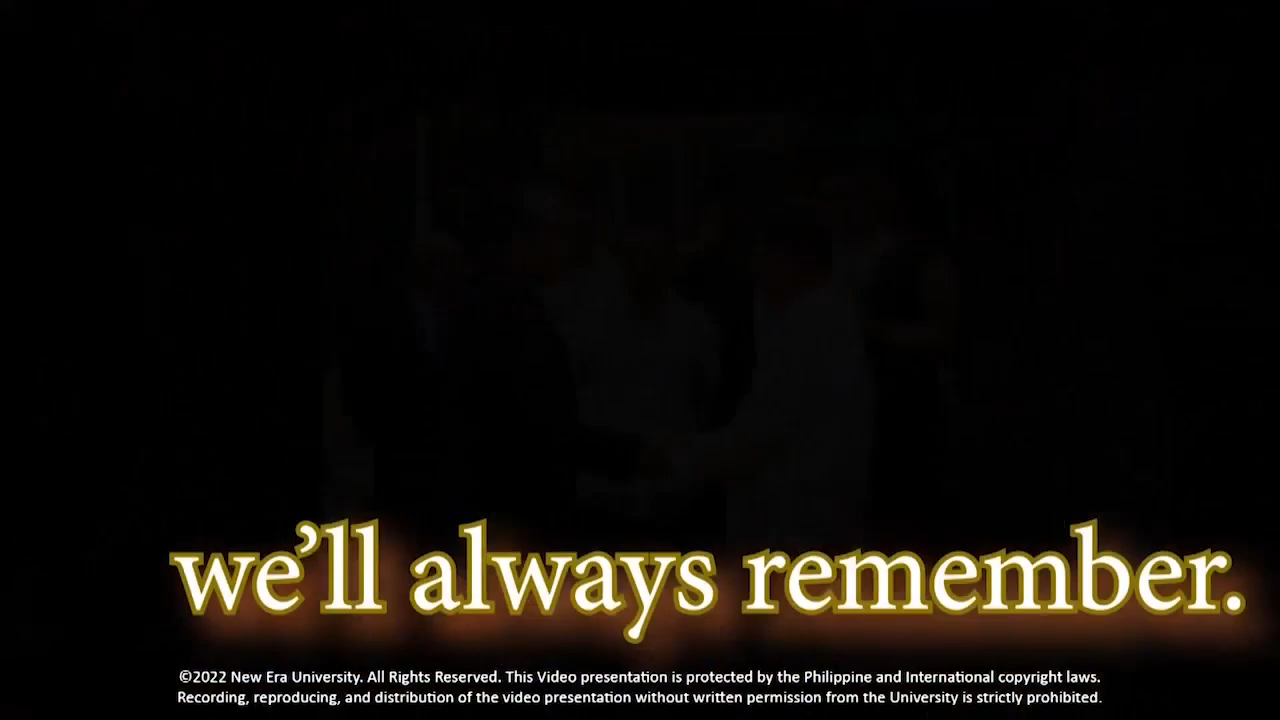 we’ll always remember.
©2022 New Era University. All Rights Reserved. This Video presentation is protected by the Philippine and International copyright laws.
Recording, reproducing, and distribution of the video presentation without written permission from the University is strictly prohibited.